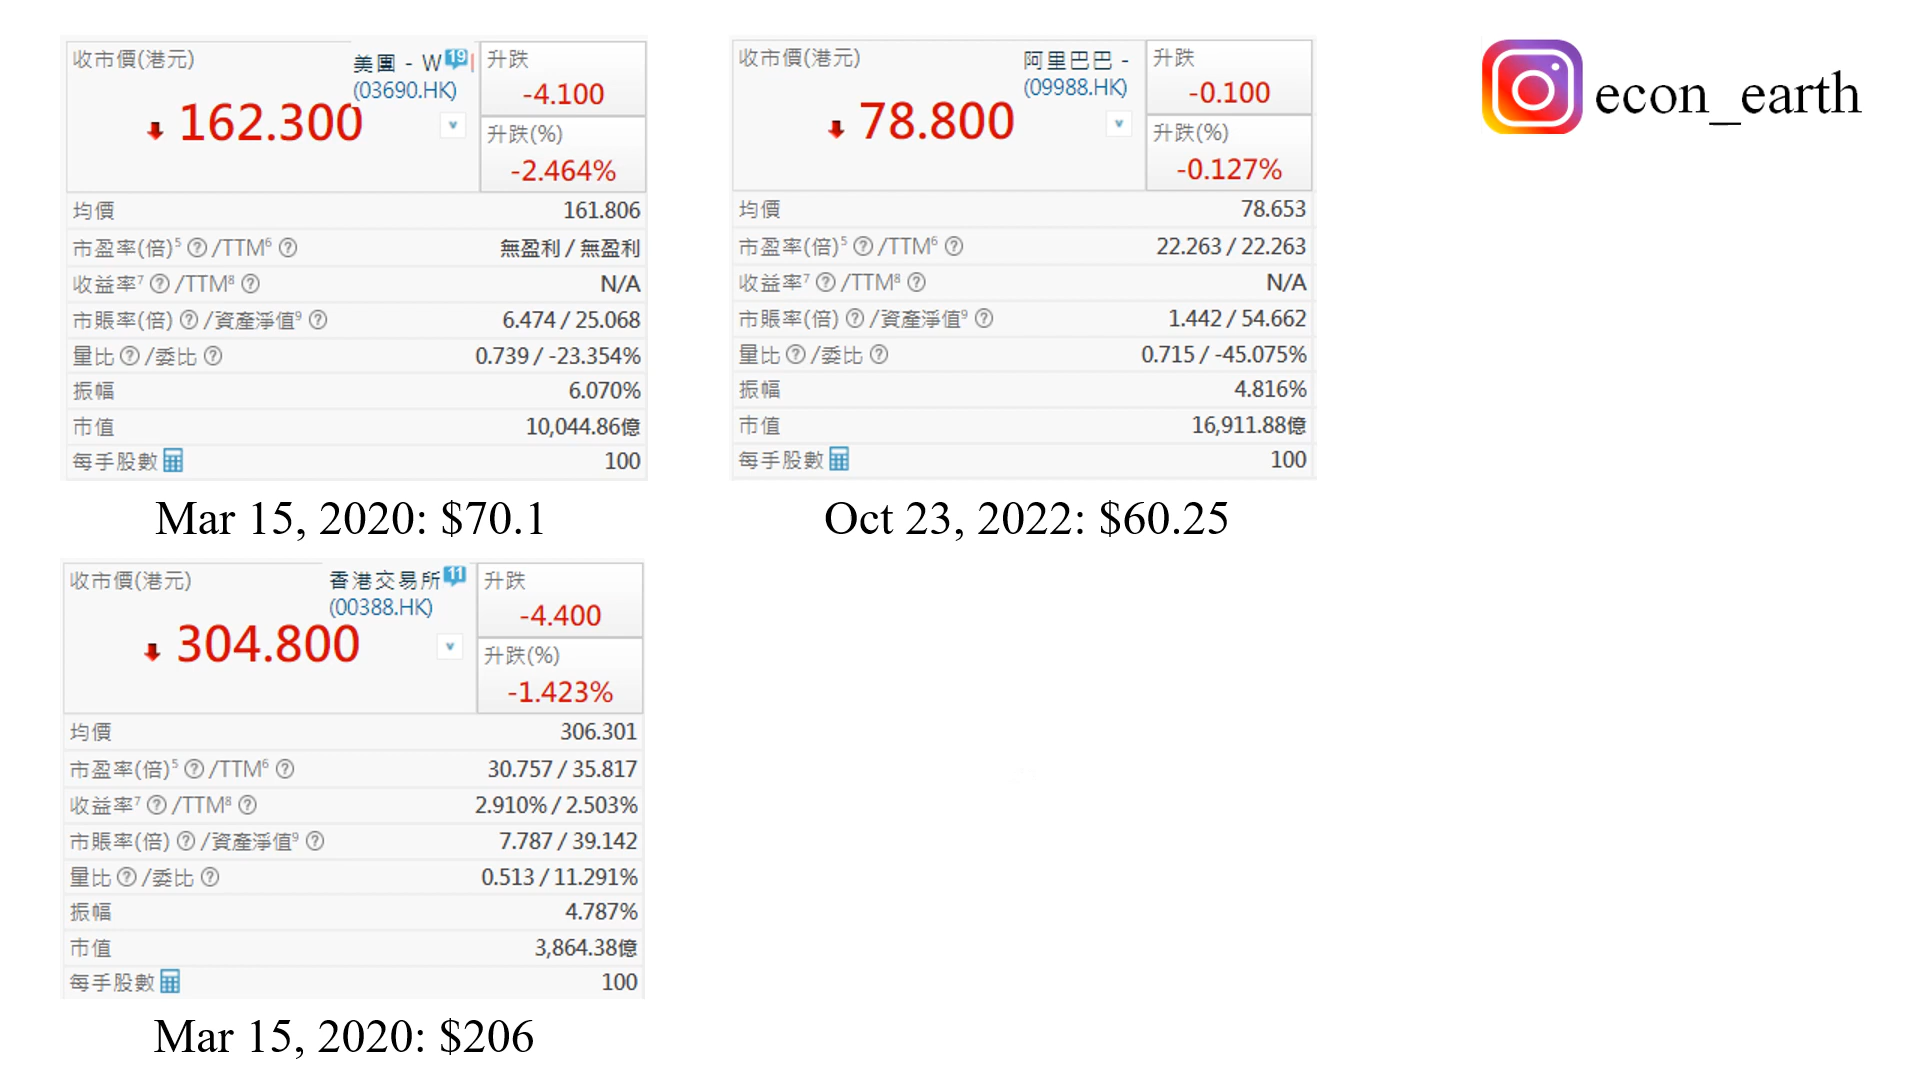 收市價(港元)
美團 - W 19
(03690.HK)
162.300
升跌
-4.100
升跌(%)
-2.464%
均價 161.806
市盈率(倍)5 ? /TTM6 ? 無盈利 / 無盈利
收益率7 ? /TTM8 ? N/A
市賬率(倍) ? /資產淨值9 ? 6.474 / 25.068
量比 ? /委比 ? 0.739 / -23.354%
振幅 6.070%
市值 10,044.86億
每手股數 100
Mar 15, 2020: $70.1
收市價(港元)
阿里巴巴 -
(09988.HK)
78.800
升跌
-0.100
升跌(%)
-0.127%
均價 78.653
市盈率(倍)5 ? /TTM6 ? 22.263 / 22.263
收益率7 ? /TTM8 ? N/A
市賬率(倍) ? /資產淨值9 ? 1.442 / 54.662
量比 ? /委比 ? 0.715 / -45.075%
振幅 4.816%
市值 16,911.88億
每手股數 100
Oct 23, 2022: $60.25
econ_earth
收市價(港元)
香港交易所 11
(00388.HK)
304.800
升跌
-4.400
升跌(%)
-1.423%
均價 306.301
市盈率(倍)5 ? /TTM6 ? 30.757 / 35.817
收益率7 ? /TTM8 ? 2.910% / 2.503%
市賬率(倍) ? /資產淨值9 ? 7.787 / 39.142
量比 ? /委比 ? 0.513 / 11.291%
振幅 4.787%
市值 3,864.38億
每手股數 100
Mar 15, 2020: $206